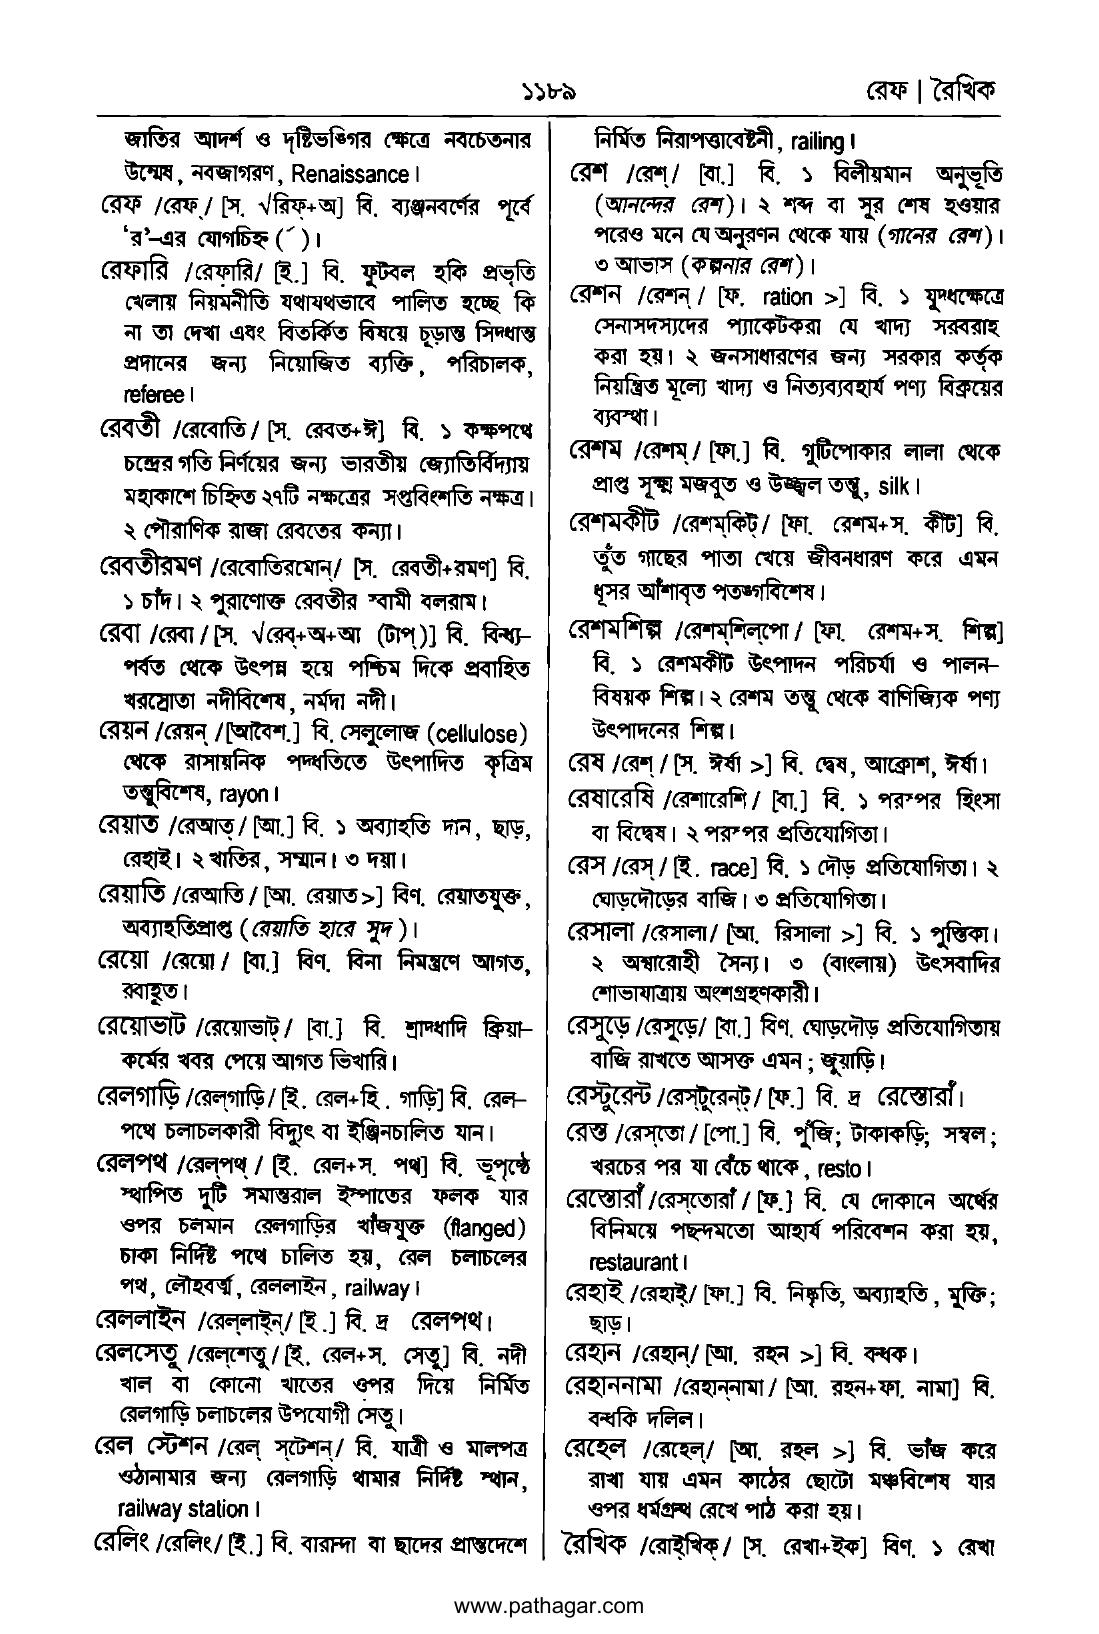 ১১৮৯
রেফ | রৈখিক
জাতির আদর্শ ও দৃষ্টিভঙ্গির ক্ষেত্রে নবচেতনার
উন্মেষ, নবজাগরণ, Renaissance।
রেফ /রেফ্/ [স. √রিফ্+অ] বি. ব্যঞ্জনবর্ণের পূর্বে
‘র’–এর যোগচিহ্ন (র্)।
রেফারি /রেফ়ারি/ [ই.] বি. ফুটবল হকি প্রভৃতি
খেলায় নিয়মনীতি যথাযথভাবে পালিত হচ্ছে কি
না তা দেখা এবং বিতর্কিত বিষয়ে চূড়ান্ত সিদ্ধান্ত
প্রদানের জন্য নিয়োজিত ব্যক্তি, পরিচালক,
referee।
রেবতী /রেবোতি/ [স. রেবত+ঈ] বি. ১ কক্ষপথে
চন্দ্রের গতি নির্ণয়ের জন্য ভারতীয় জ্যোতির্বিদ্যায়
মহাকাশে চিহ্নিত ২৭টি নক্ষত্রের সপ্তবিংশতি নক্ষত্র।
২ পৌরাণিক রাজা রেবতের কন্যা।
রেবতীরমণ /রেবোতিরমোন্/ [স. রেবতী+রমণ] বি.
১ চাঁদ। ২ পুরাণোক্ত রেবতীর স্বামী বলরাম।
রেবা /রেবা/ [স. √রেব্+অ+আ (টাপ্)] বি. বিন্ধ্য–
পর্বত থেকে উৎপন্ন হয়ে পশ্চিম দিকে প্রবাহিত
খরস্রোতা নদীবিশেষ, নর্মদা নদী।
রেয়ন /রেয়ন্/ [আবৈশ.] বি. সেলুলোজ (cellulose)
থেকে রাসায়নিক পদ্ধতিতে উৎপাদিত কৃত্রিম
তন্তুবিশেষ, rayon।
রেয়াত /রেআত্/ [আ.] বি. ১ অব্যাহতি দান, ছাড়,
রেহাই। ২ খাতির, সম্মান। ৩ দয়া।
রেয়াতি /রেআতি/ [আ. রেয়াত>] বিণ. রেয়াতযুক্ত,
অব্যাহতিপ্রাপ্ত (রেয়াতি হারে সুদ)।
রেয়ো /রেয়ো/ [বা.] বিণ. বিনা নিমন্ত্রণে আগত,
রবাহূত।
রেয়োভাট /রেয়োভাট্/ [বা.] বি. শ্রাদ্ধাদি ক্রিয়া–
কর্মের খবর পেয়ে আগত ভিখারি।
রেলগাড়ি /রেল্‌গাড়ি/ [ই. রেল+হি. গাড়ি] বি. রেল–
পথে চলাচলকারী বিদ্যুৎ বা ইঞ্জিনচালিত যান।
রেলপথ /রেল্‌পথ্/ [ই. রেল+স. পথ] বি. ভূপৃষ্ঠে
স্থাপিত দুটি সমান্তরাল ইস্পাতের ফলক যার
ওপর চলমান রেলগাড়ির খাঁজযুক্ত (flanged)
চাকা নির্দিষ্ট পথে চালিত হয়, রেল চলাচলের
পথ, লৌহবর্ত্ম, রেললাইন, railway।
রেললাইন /রেল্‌লাইন্/ [ই.] বি. দ্র রেলপথ।
রেলসেতু /রেল্‌শেতু/ [ই. রেল+স. সেতু] বি. নদী
খাল বা কোনো খাতের ওপর দিয়ে নির্মিত
রেলগাড়ি চলাচলের উপযোগী সেতু।
রেল স্টেশন /রেল্ স্‌টেশন্/ বি. যাত্রী ও মালপত্র
ওঠানামার জন্য রেলগাড়ি থামার নির্দিষ্ট স্থান,
railway station।
রেলিং /রেলিং/ [ই.] বি. বারান্দা বা ছাদের প্রান্তদেশে
নির্মিত নিরাপত্তাবেষ্টনী, railing।
রেশ /রেশ্/ [বা.] বি. ১ বিলীয়মান অনুভূতি
(আনন্দের রেশ)। ২ শব্দ বা সুর শেষ হওয়ার
পরেও মনে যে অনুরণন থেকে যায় (গানের রেশ)।
৩ আভাস (কল্পনার রেশ)।
রেশন /রেশন্/ [ফ. ration >] বি. ১ যুদ্ধক্ষেত্রে
সেনাসদস্যদের প্যাকেটকরা যে খাদ্য সরবরাহ
করা হয়। ২ জনসাধারণের জন্য সরকার কর্তৃক
নিয়ন্ত্রিত মূল্যে খাদ্য ও নিত্যব্যবহার্য পণ্য বিক্রয়ের
ব্যবস্থা।
রেশম /রেশম্/ [ফা.] বি. গুটিপোকার লালা থেকে
প্রাপ্ত সূক্ষ্ম মজবুত ও উজ্জ্বল তন্তু, silk।
রেশমকীট /রেশম্‌কিট্/ [ফা. রেশম+স. কীট] বি.
তুঁত গাছের পাতা খেয়ে জীবনধারণ করে এমন
ধূসর আঁশাবৃত পতঙ্গবিশেষ।
রেশমশিল্প /রেশম্‌শিল্‌পো/ [ফা. রেশম+স. শিল্প]
বি. ১ রেশমকীট উৎপাদন পরিচর্যা ও পালন–
বিষয়ক শিল্প। ২ রেশম তন্তু থেকে বাণিজ্যিক পণ্য
উৎপাদনের শিল্প।
রেষ /রেশ্/ [স. ঈর্ষা >] বি. দ্বেষ, আক্রোশ, ঈর্ষা।
রেষারেষি /রেশারেশি/ [বা.] বি. ১ পরস্পর হিংসা
বা বিদ্বেষ। ২ পরস্পর প্রতিযোগিতা।
রেস /রেস্/ [ই. race] বি. ১ দৌড় প্রতিযোগিতা। ২
ঘোড়দৌড়ের বাজি। ৩ প্রতিযোগিতা।
রেসালা /রেসালা/ [আ. রিসালা >] বি. ১ পুস্তিকা।
২ অশ্বারোহী সৈন্য। ৩ (বাংলায়) উৎসবাদির
শোভাযাত্রায় অংশগ্রহণকারী।
রেসুড়ে /রেসুড়ে/ [বা.] বিণ. ঘোড়দৌড় প্রতিযোগিতায়
বাজি রাখতে আসক্ত এমন; জুয়াড়ি।
রেস্টুরেন্ট /রেস্‌টুরেন্‌ট্/ [ফ.] বি. দ্র রেস্তোরাঁ।
রেস্ত /রেস্‌তো/ [পো.] বি. পুঁজি; টাকাকড়ি; সম্বল;
খরচের পর যা বেঁচে থাকে, resto।
রেস্তোরাঁ /রেস্‌তোরাঁ/ [ফ.] বি. যে দোকানে অর্থের
বিনিময়ে পছন্দমতো আহার্য পরিবেশন করা হয়,
restaurant।
রেহাই /রেহাই্/ [ফা.] বি. নিষ্কৃতি, অব্যাহতি, মুক্তি;
ছাড়।
রেহান /রেহান্/ [আ. রহন >] বি. বন্ধক।
রেহাননামা /রেহান্‌নামা/ [আ. রহন+ফা. নামা] বি.
বন্ধকি দলিল।
রেহেল /রেহেল্/ [আ. রহল >] বি. ভাঁজ করে
রাখা যায় এমন কাঠের ছোটো মঞ্চবিশেষ যার
ওপর ধর্মগ্রন্থ রেখে পাঠ করা হয়।
রৈখিক /রোই্‌খিক্/ [স. রেখা+ইক] বিণ. ১ রেখা
www.pathagar.com